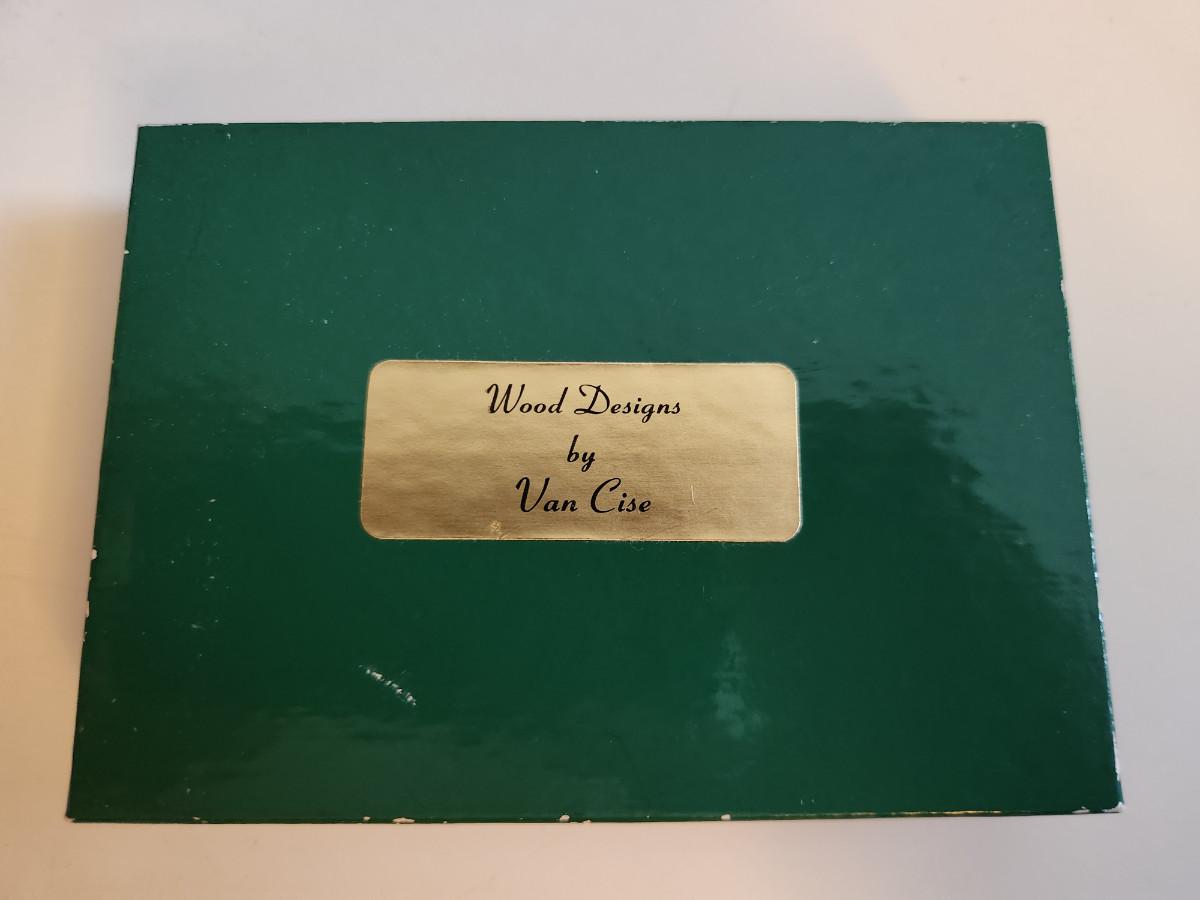 Wood Designs
by
Van Cise